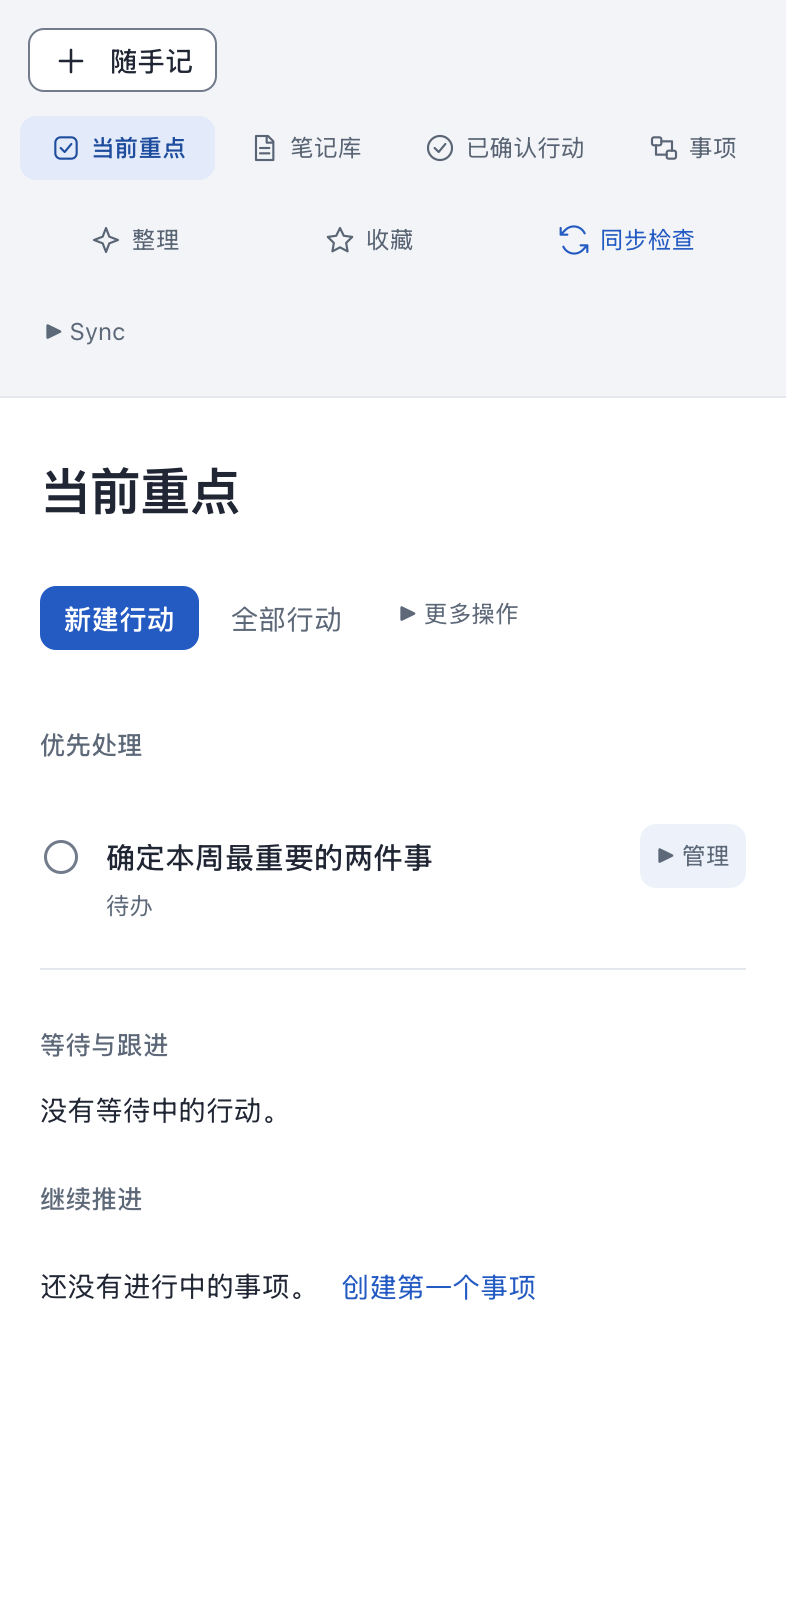 随手记
当前重点 笔记库 已确认行动 事项
整理 收藏 同步检查
Sync
当前重点
新建行动 全部行动 更多操作
优先处理
确定本周最重要的两件事 管理
待办
等待与跟进
没有等待中的行动。
继续推进
还没有进行中的事项。 创建第一个事项